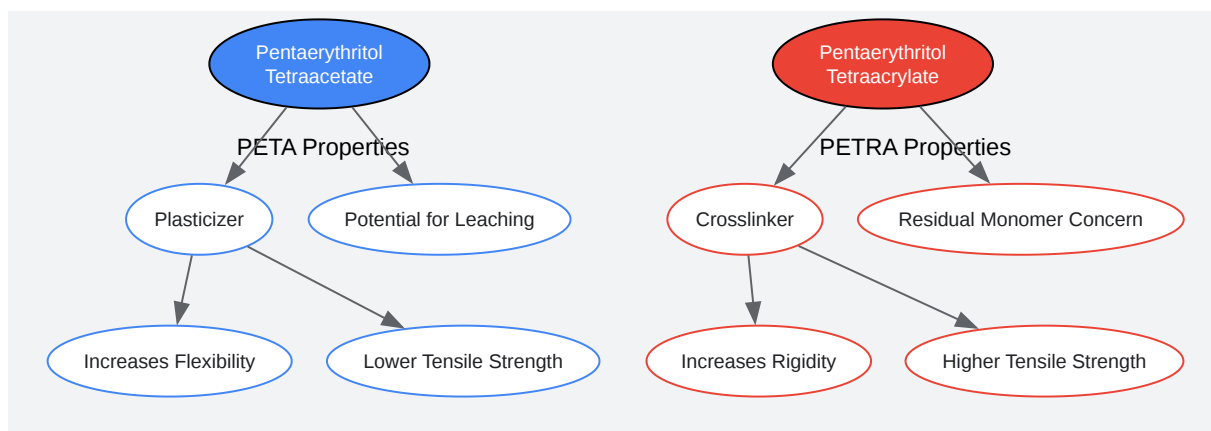 Pentaerythritol
Tetraacetate
Pentaerythritol
Tetraacrylate
PETA Properties
PETRA Properties
Plasticizer
Potential for Leaching
Crosslinker
Residual Monomer Concern
Increases Flexibility
Lower Tensile Strength
Increases Rigidity
Higher Tensile Strength